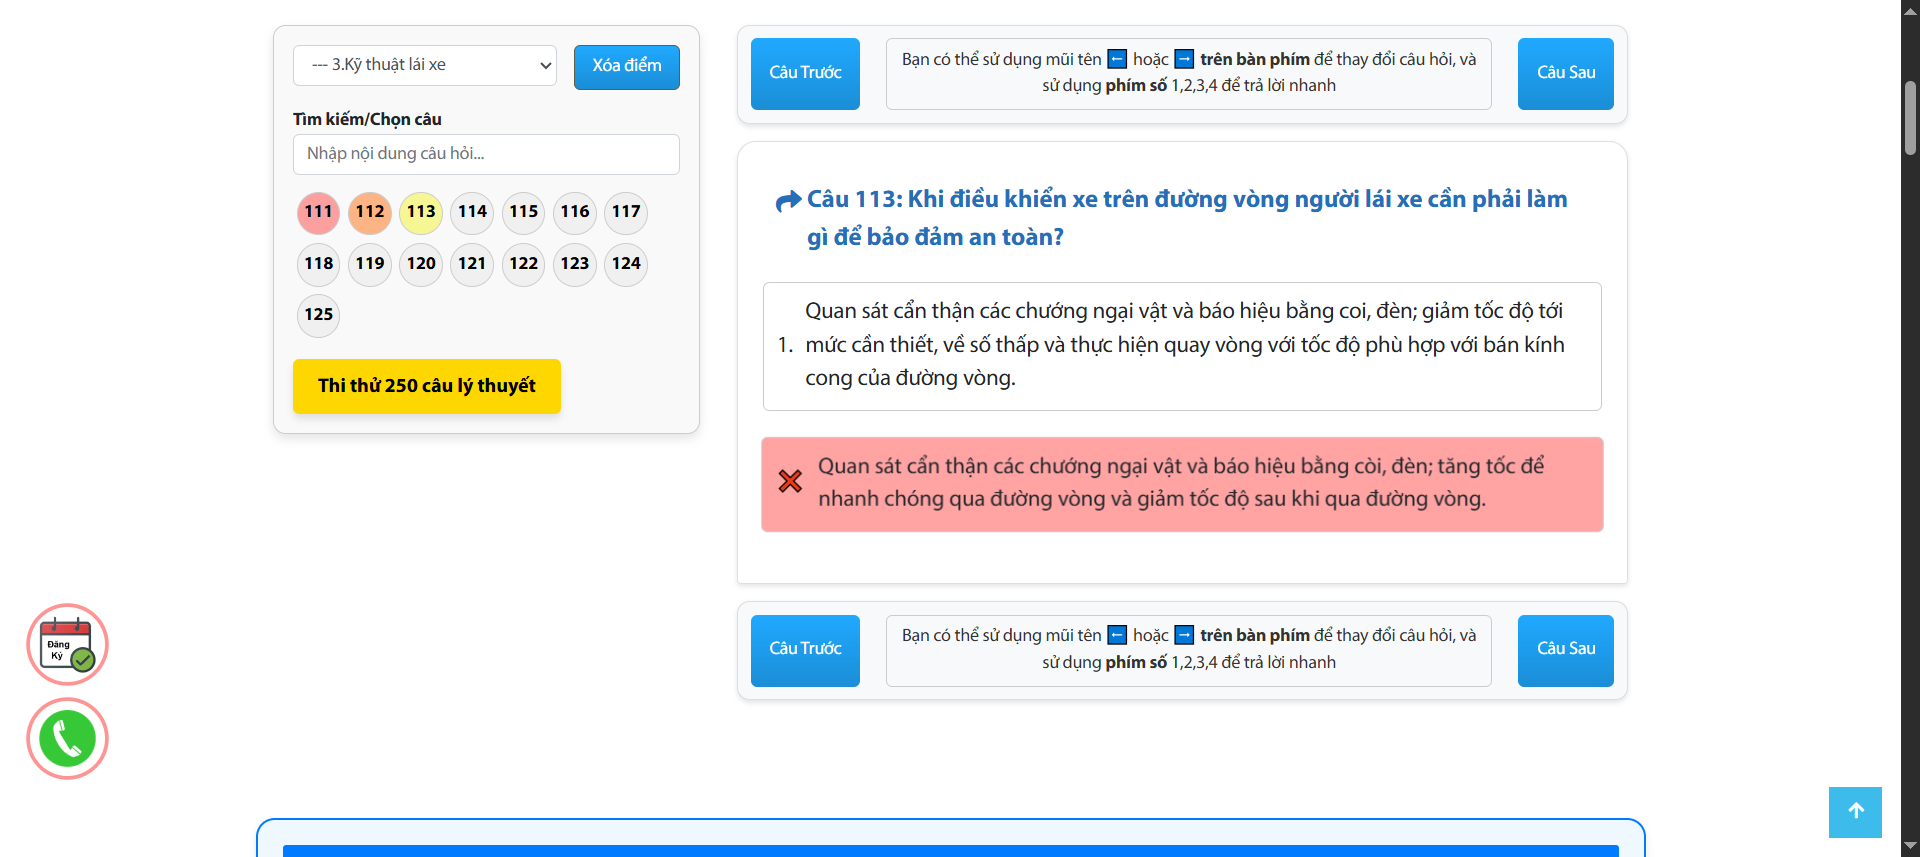 --- 3.Kỹ thuật lái xe
Xóa điểm
Tìm kiếm/Chọn câu
Nhập nội dung câu hỏi...
111 112 113 114 115 116 117
118 119 120 121 122 123 124
125
Thi thử 250 câu lý thuyết
Câu Trước
Bạn có thể sử dụng mũi tên ← hoặc → trên bàn phím để thay đổi câu hỏi, và
sử dụng phím số 1,2,3,4 để trả lời nhanh
Câu Sau
Câu 113: Khi điều khiển xe trên đường vòng người lái xe cần phải làm
gì để bảo đảm an toàn?
Quan sát cẩn thận các chướng ngại vật và báo hiệu bằng coi, đèn; giảm tốc độ tới
1. mức cần thiết, về số thấp và thực hiện quay vòng với tốc độ phù hợp với bán kính
cong của đường vòng.
Quan sát cẩn thận các chướng ngại vật và báo hiệu bằng còi, đèn; tăng tốc để
nhanh chóng qua đường vòng và giảm tốc độ sau khi qua đường vòng.
Câu Trước
Bạn có thể sử dụng mũi tên ← hoặc → trên bàn phím để thay đổi câu hỏi, và
sử dụng phím số 1,2,3,4 để trả lời nhanh
Câu Sau
Đăng
Ký